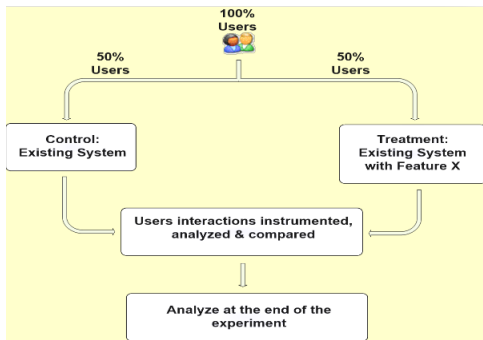 100%
Users
50%
Users
50%
Users
Control:
Existing System
Treatment:
Existing System
with Feature X
Users interactions instrumented,
analyzed & compared
Analyze at the end of the
experiment